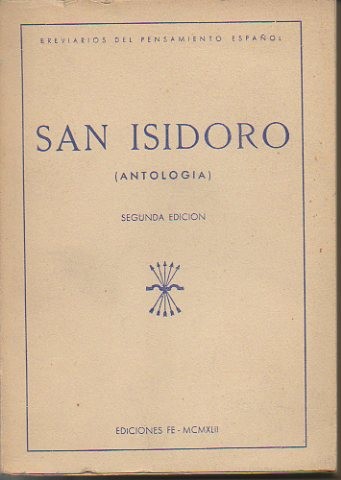 BREVIARIOS DEL PENSAMIENTO ESPAÑOL
SAN ISIDORO
(ANTOLOGIA)
SEGUNDA EDICION
EDICIONES FE - MCMXLII